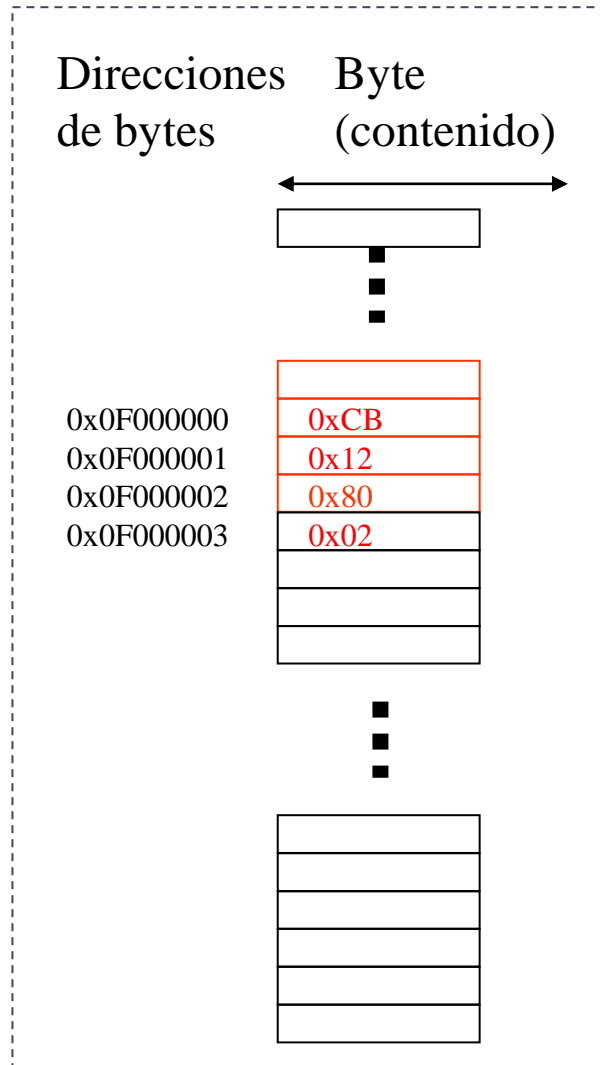 Direcciones Byte
de bytes (contenido)
0x0F000000 0xCB
0x0F000001 0x12
0x0F000002 0x80
0x0F000003 0x02